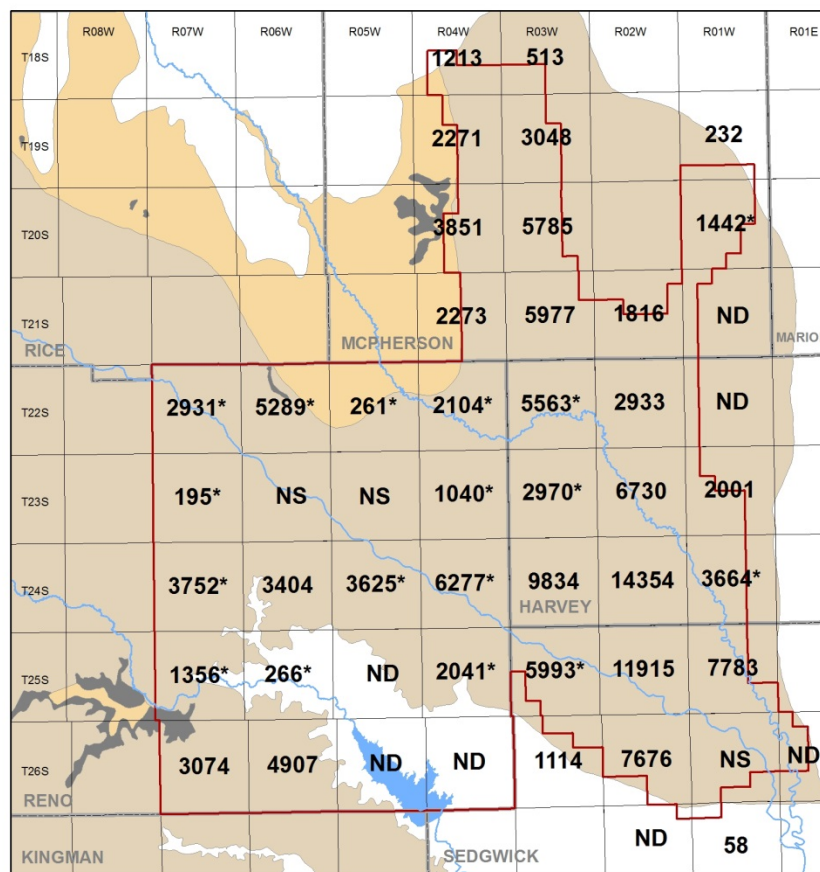 R08W R07W R06W R05W R04W R03W R02W R01W R01E
T18S 1213 513
T19S 2271 3048 232
T20S 3851 5785 1442*
T21S 2273 5977 1816 ND
RICE MCPHERSON MARIO
T22S 2931* 5289* 261* 2104* 5563* 2933 ND
T23S 195* NS NS 1040* 2970* 6730 2001
T24S 3752* 3404 3625* 6277* 9834 14354 3664*
HARVEY
T25S 1356* 266* ND 2041* 5993* 11915 7783
T26S 3074 4907 ND ND 1114 7676 NS ND
RENO
KINGMAN SEDGWICK ND 58